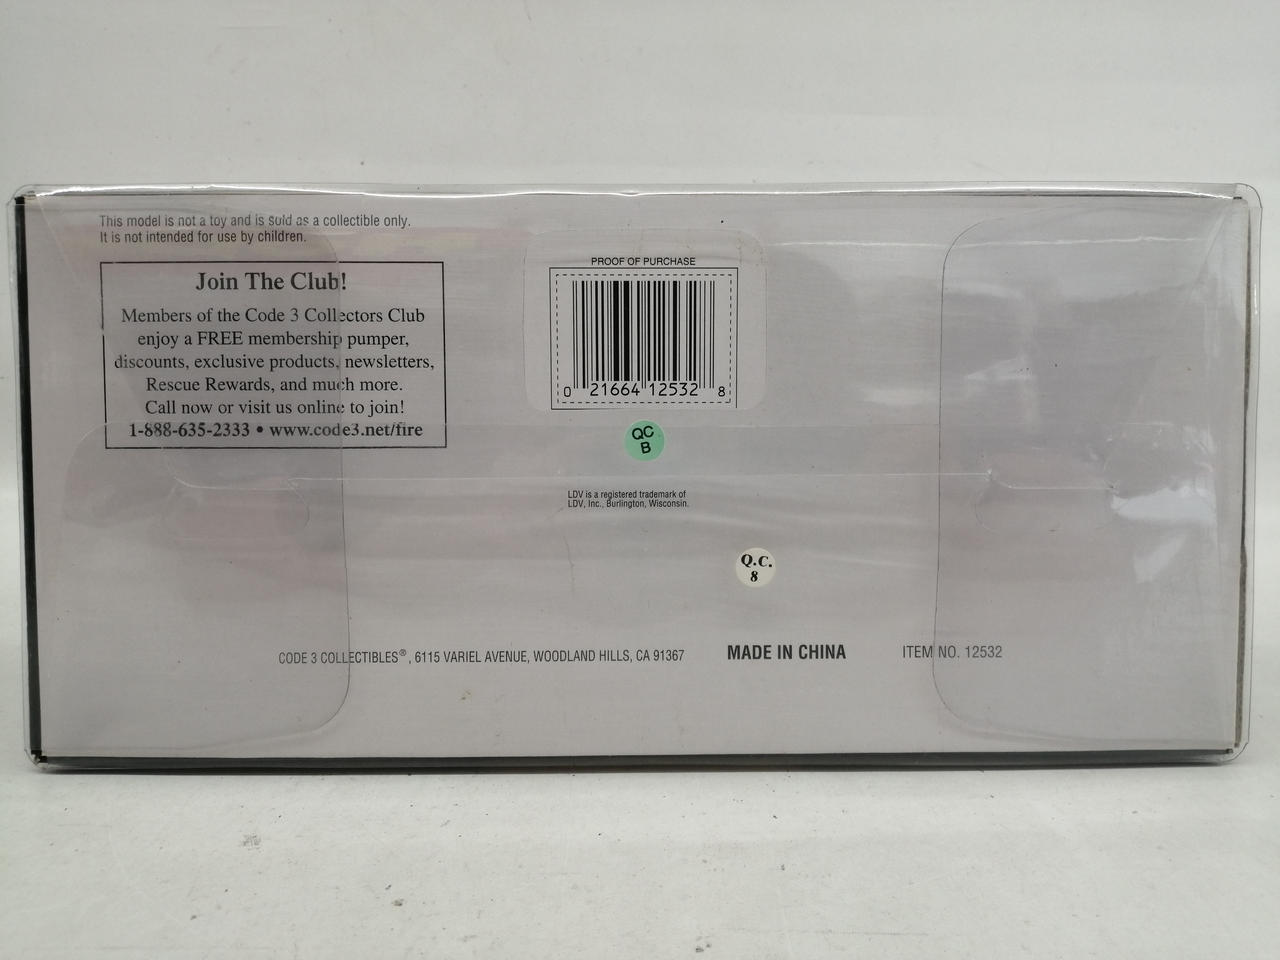 This model is not a toy and is sold as a collectible only.
It is not intended for use by children.
Join The Club!
Members of the Code 3 Collectors Club
enjoy a FREE membership pumper,
discounts, exclusive products, newsletters,
Rescue Rewards, and much more.
Call now or visit us online to join!
1-888-635-2333 • www.code3.net/fire
PROOF OF PURCHASE
0 21664 12532 8
QC
B
LDV is a registered trademark of
LDV, Inc., Burlington, Wisconsin.
Q.C.
8
CODE 3 COLLECTIBLES®, 6115 VARIEL AVENUE, WOODLAND HILLS, CA 91367 MADE IN CHINA ITEM NO. 12532